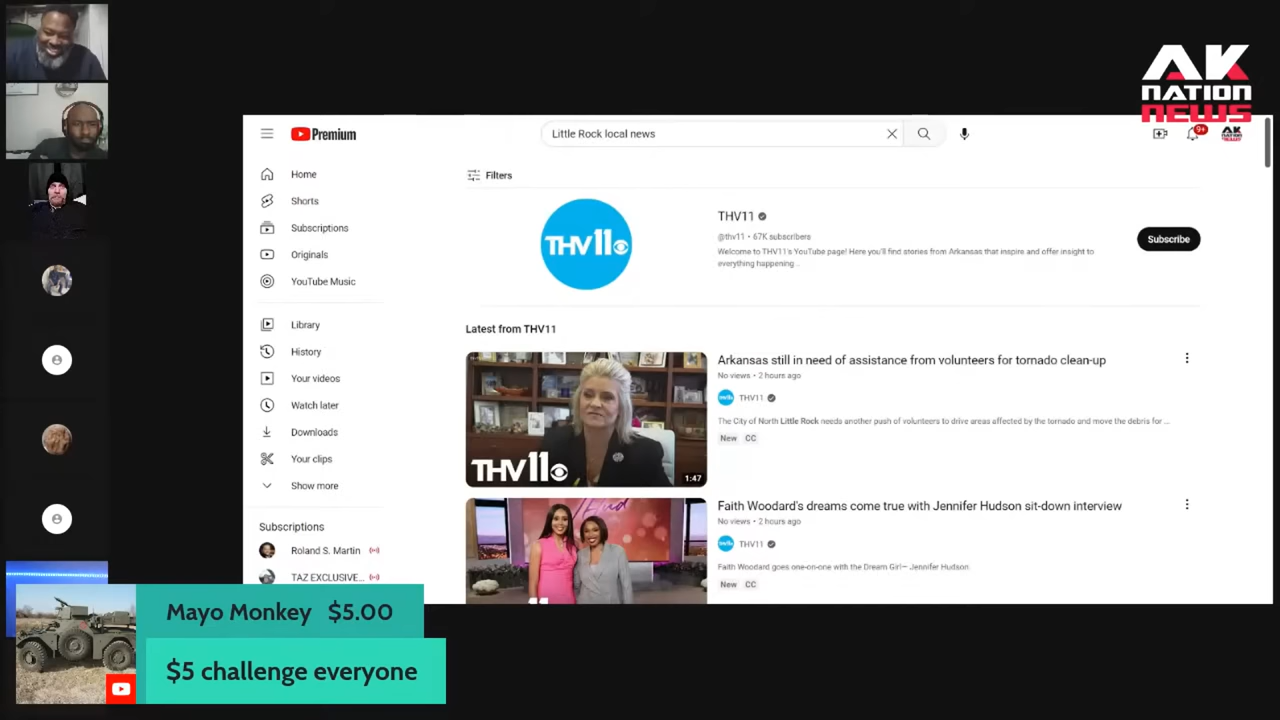 AK
NATION
NEWS
Premium
Little Rock local news
9+
Home
Shorts
Subscriptions
Originals
YouTube Music
Library
History
Your videos
Watch later
Downloads
Your clips
Show more
Subscriptions
Roland S. Martin
TAZ EXCLUSIVE...
Filters
THV11
THV11
@thv11 • 67K subscribers
Welcome to THV11's YouTube page! Here you'll find stories from Arkansas that inspire and offer insight to
everything happening...
Subscribe
Latest from THV11
THV11
1:47
Arkansas still in need of assistance from volunteers for tornado clean-up
No views • 2 hours ago
THV11
The City of North Little Rock needs another push of volunteers to drive areas affected by the tornado and move the debris for ...
New CC
Faith Woodard's dreams come true with Jennifer Hudson sit-down interview
No views • 2 hours ago
THV11
Faith Woodard goes one-on-one with the Dream Girl— Jennifer Hudson.
New CC
Mayo Monkey $5.00
$5 challenge everyone